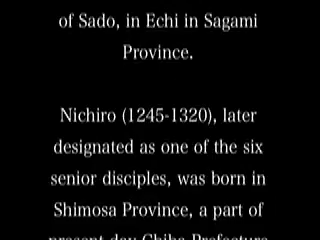 of Sado, in Echi in Sagami
Province.
Nichiro (1245-1320), later
designated as one of the six
senior disciples, was born in
Shimosa Province, a part of
present-day Chiba Prefecture